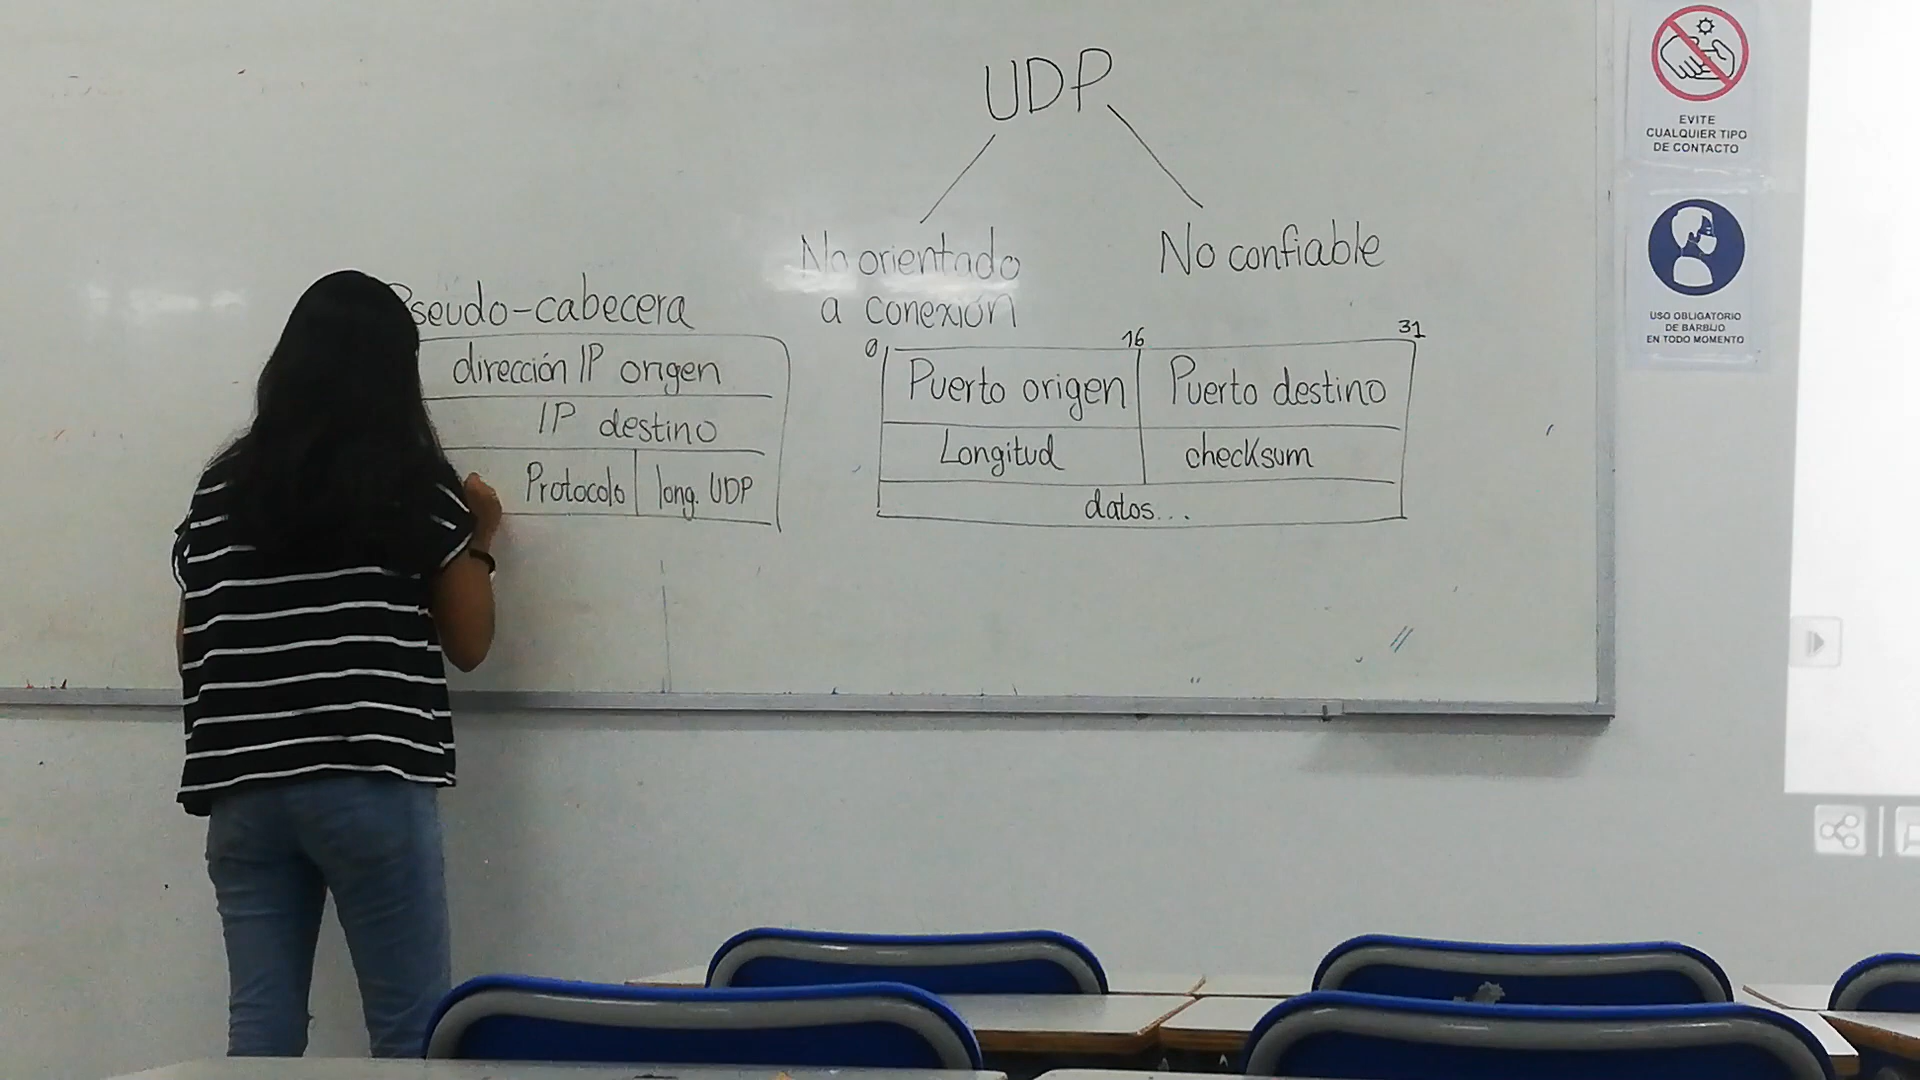 UDP
No orientado
a conexión
No confiable
Pseudo-cabecera
dirección IP origen
IP destino
Protocolo long. UDP
0 16 31
Puerto origen Puerto destino
Longitud checksum
datos...
EVITE
CUALQUIER TIPO
DE CONTACTO
USO OBLIGATORIO
DE BARBIJO
EN TODO MOMENTO